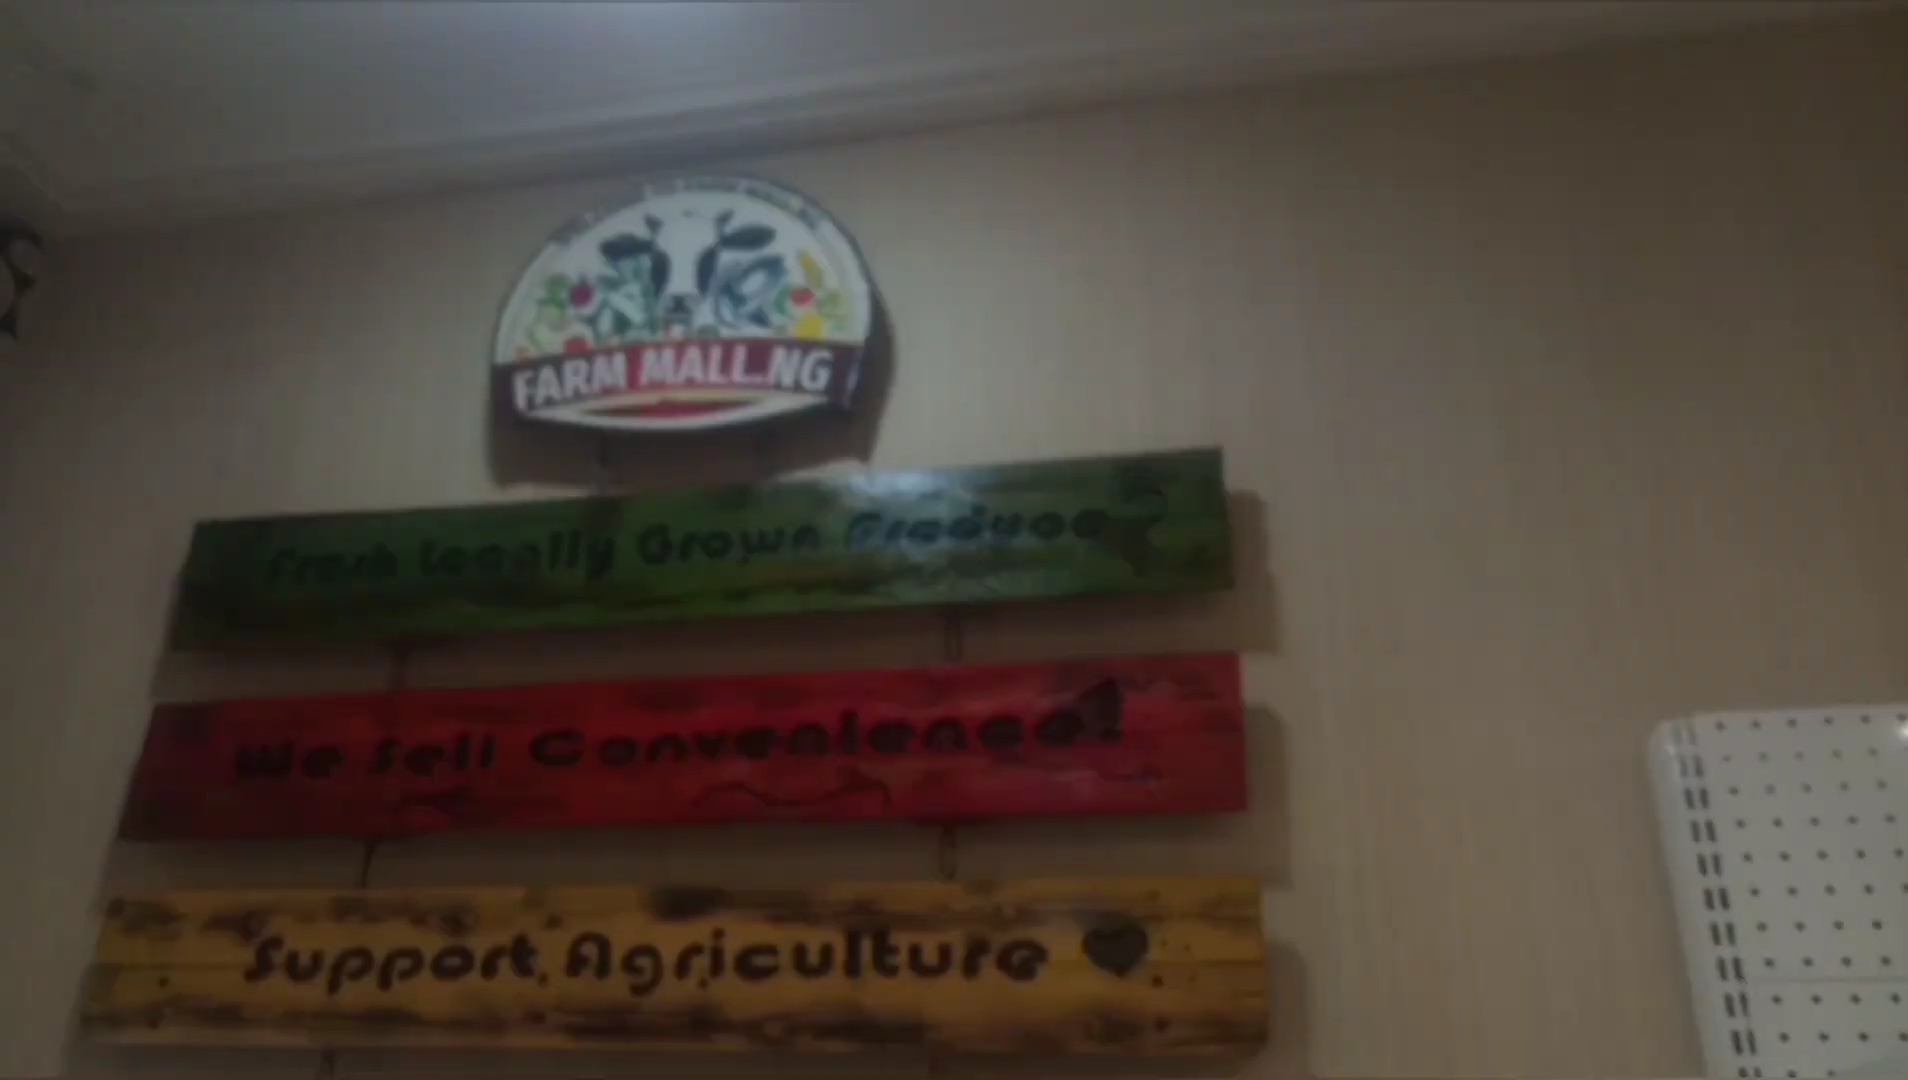 FARM MALL.NG
Fresh Locally Grown Produce
We Sell Convenience!
Support Agriculture